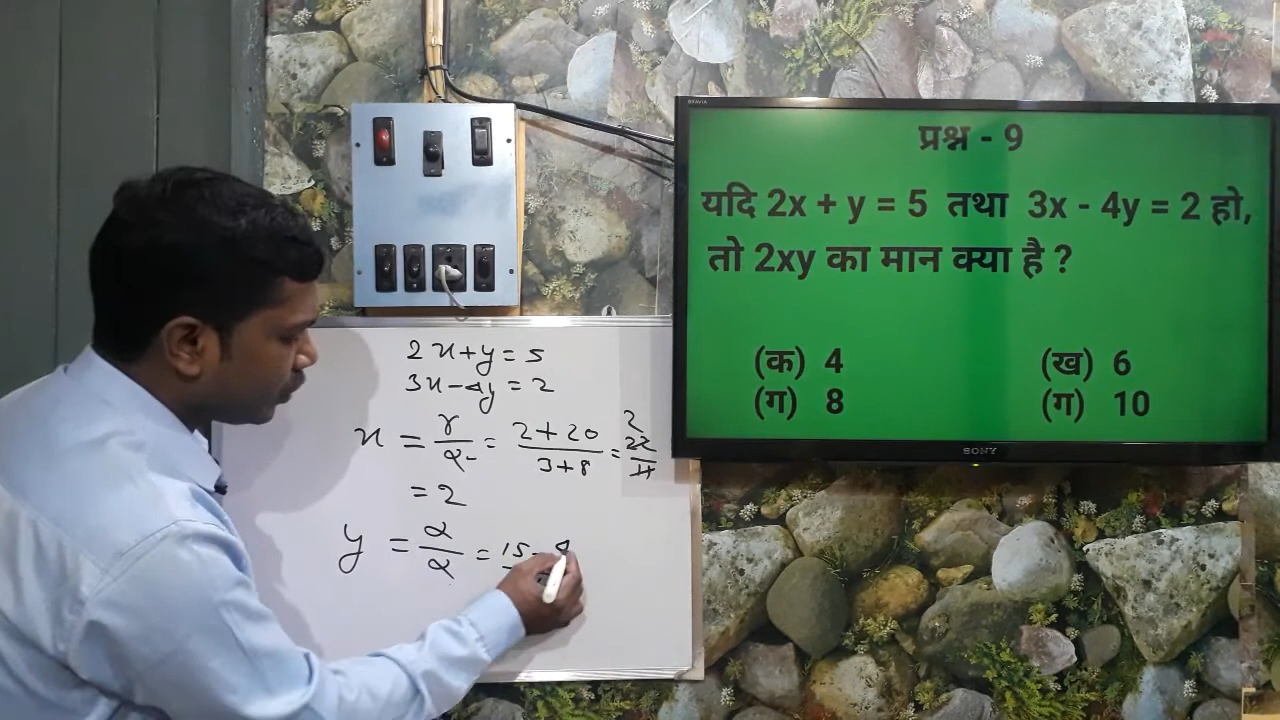 BRAVIA
प्रश्न - 9
यदि 2x + y = 5 तथा 3x - 4y = 2 हो,
तो 2xy का मान क्या है ?
(क) 4 (ख) 6
(ग) 8 (ग) 10
SONY
2x+y=5
3x-4y=2
x = γ/α = 2+20/3+8 = 22/11 2
= 2
y = α/α = 15-